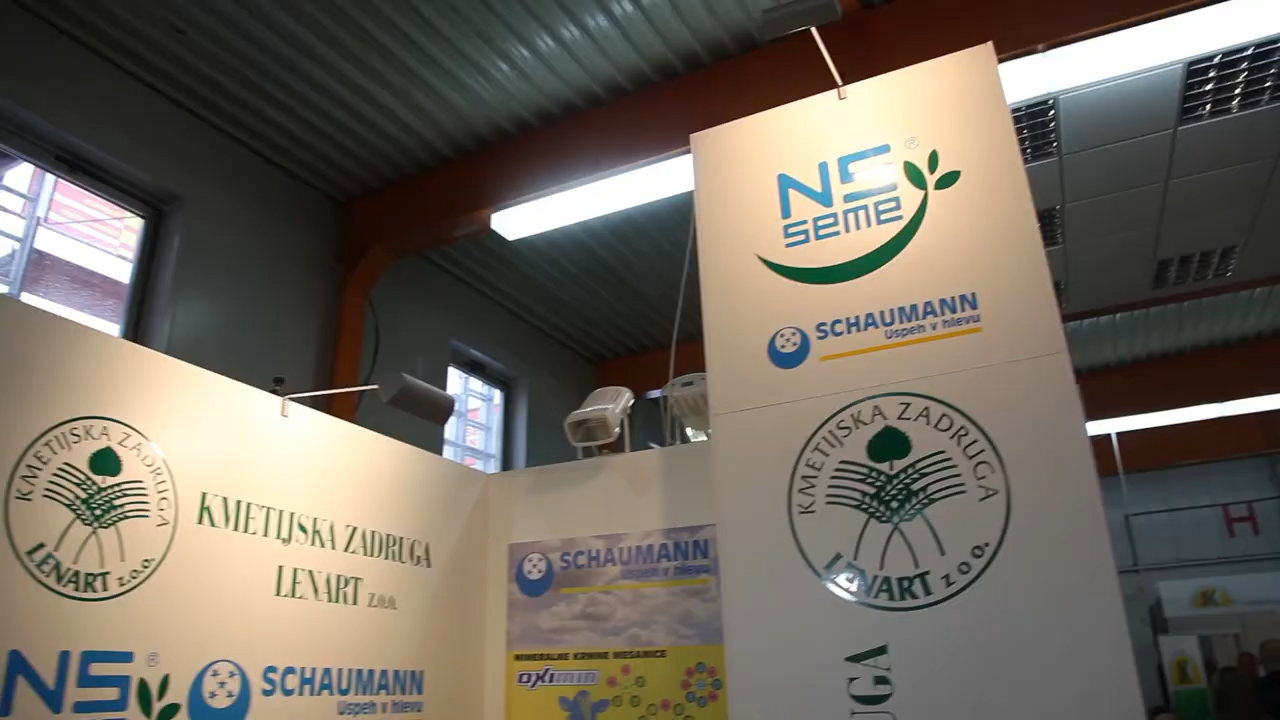 NS®
seme
SCHAUMANN
Uspeh v hlevu
KMETIJSKA ZADRUGA
LENART z o o.
UGA
KMETIJSKA ZADRUGA
LENART z.o.o.
KMETIJSKA ZADRUGA
LENART z.o.o.
NS®
SCHAUMANN
Uspeh v hlevu
SCHAUMANN
Uspeh v hlevu
MINERALNE KRMNE MEŠANICE
OXImin
H
K